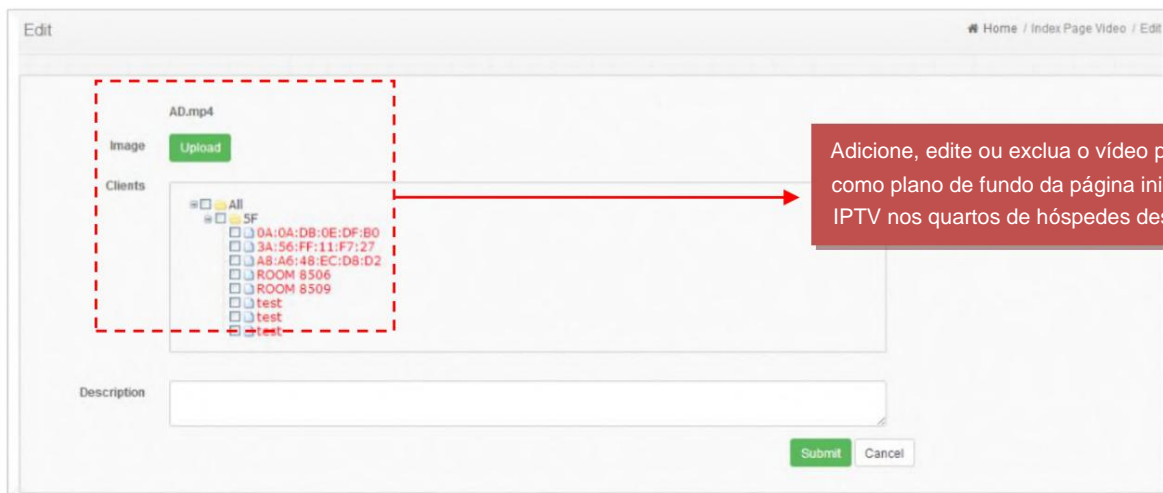 Edit
Home / Index Page Video / Edit
AD.mp4
Image
Upload
Clients
All
5F
0A:0A:DB:0E:DF:B0
3A:56:FF:11:F7:27
A8:A6:48:EC:D8:D2
ROOM 8506
ROOM 8509
test
test
test
Adicione, edite ou exclua o vídeo
como plano de fundo da página
IPTV nos quartos de hóspedes
Description
Submit
Cancel